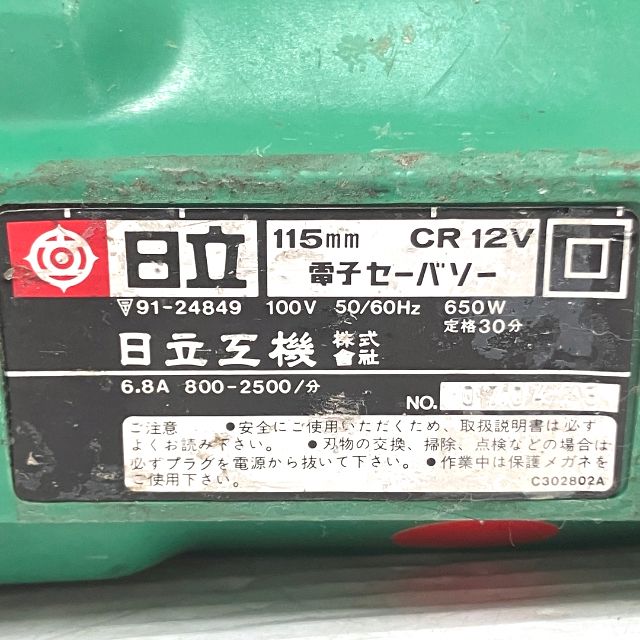 日立
115mm CR 12V
電子セーバソー
91-24849 100V 50/60Hz 650W
定格30分
日立工機 株式會社
6.8A 800-2500/分
NO.
ご注意 ●安全にご使用いただくため、取扱説明書は必ず
よくお読み下さい。 ●刃物の交換、掃除、点検などの場合は
必ずプラグを電源から抜いて下さい。 ●作業中は保護メガネを
ご使用下さい。
C302802A